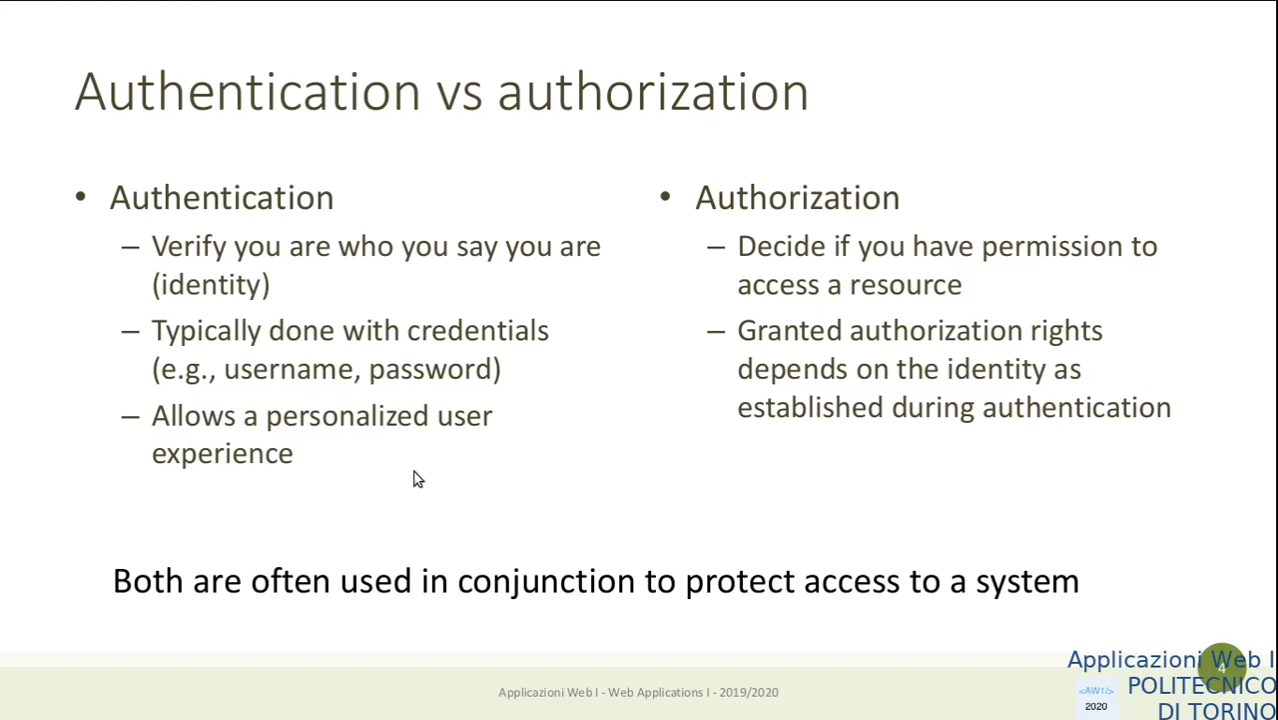 Authentication vs authorization
• Authentication
– Verify you are who you say you are
(identity)
– Typically done with credentials
(e.g., username, password)
– Allows a personalized user
experience
• Authorization
– Decide if you have permission to
access a resource
– Granted authorization rights
depends on the identity as
established during authentication
Both are often used in conjunction to protect access to a system
Applicazioni Web I - Web Applications I - 2019/2020
4
Applicazioni Web I
POLITECNICO
DI TORINO
<AW1/>
2020